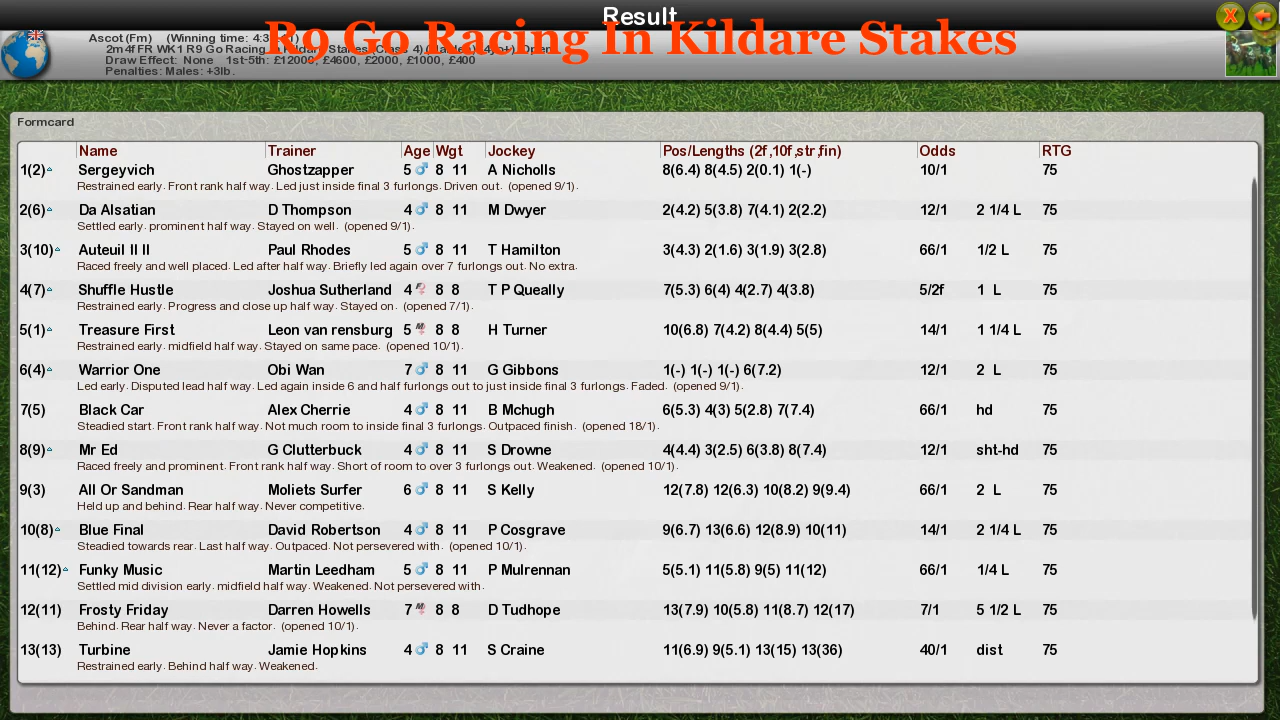 Result
R9 Go Racing In Kildare Stakes
Ascot (Fm) (Winning time: 4:3
2m4f FR WK1 R9 Go Racing In Kildare Stakes (Class 4)
Draw Effect: None 1st-5th: £12000, £4600, £2000, £1000, £400
Penalties: Males: +3lb.
Formcard
Name Trainer Age Wgt Jockey Pos/Lengths (2f,10f,str,fin) Odds RTG
1(2) Sergeyvich Ghostzapper 5 8 11 A Nicholls 8(6.4) 8(4.5) 2(0.1) 1(-) 10/1 75
Restrained early. Front rank half way. Led just inside final 3 furlongs. Driven out. (opened 9/1).
2(6) Da Alsatian D Thompson 4 8 11 M Dwyer 2(4.2) 5(3.8) 7(4.1) 2(2.2) 12/1 2 1/4 L 75
Settled early. prominent half way. Stayed on well. (opened 9/1).
3(10) Auteuil II II Paul Rhodes 5 8 11 T Hamilton 3(4.3) 2(1.6) 3(1.9) 3(2.8) 66/1 1/2 L 75
Raced freely and well placed. Led after half way. Briefly led again over 7 furlongs out. No extra.
4(7) Shuffle Hustle Joshua Sutherland 4 8 8 T P Queally 7(5.3) 6(4) 4(2.7) 4(3.8) 5/2f 1 L 75
Restrained early. Progress and close up half way. Stayed on. (opened 7/1).
5(1) Treasure First Leon van rensburg 5 8 8 H Turner 10(6.8) 7(4.2) 8(4.4) 5(5) 14/1 1 1/4 L 75
Restrained early. midfield half way. Stayed on same pace. (opened 10/1).
6(4) Warrior One Obi Wan 7 8 11 G Gibbons 1(-) 1(-) 1(-) 6(7.2) 12/1 2 L 75
Led early. Disputed lead half way. Led again inside 6 and half furlongs out to just inside final 3 furlongs. Faded. (opened 9/1).
7(5) Black Car Alex Cherrie 4 8 11 B Mchugh 6(5.3) 4(3) 5(2.8) 7(7.4) 66/1 hd 75
Steadied start. Front rank half way. Not much room to inside final 3 furlongs. Outpaced finish. (opened 18/1).
8(9) Mr Ed G Clutterbuck 4 8 11 S Drowne 4(4.4) 3(2.5) 6(3.8) 8(7.4) 12/1 sht-hd 75
Raced freely and prominent. Front rank half way. Short of room to over 3 furlongs out. Weakened. (opened 10/1).
9(3) All Or Sandman Moliets Surfer 6 8 11 S Kelly 12(7.8) 12(6.3) 10(8.2) 9(9.4) 66/1 2 L 75
Held up and behind. Rear half way. Never competitive.
10(8) Blue Final David Robertson 4 8 11 P Cosgrave 9(6.7) 13(6.6) 12(8.9) 10(11) 14/1 2 1/4 L 75
Steadied towards rear. Last half way. Outpaced. Not persevered with. (opened 10/1).
11(12) Funky Music Martin Leedham 5 8 11 P Mulrennan 5(5.1) 11(5.8) 9(5) 11(12) 66/1 1/4 L 75
Settled mid division early. midfield half way. Weakened. Not persevered with.
12(11) Frosty Friday Darren Howells 7 8 8 D Tudhope 13(7.9) 10(5.8) 11(8.7) 12(17) 7/1 5 1/2 L 75
Behind. Rear half way. Never a factor. (opened 10/1).
13(13) Turbine Jamie Hopkins 4 8 11 S Craine 11(6.9) 9(5.1) 13(15) 13(36) 40/1 dist 75
Restrained early. Behind half way. Weakened.